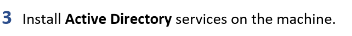 3 Install Active Directory services on the machine.